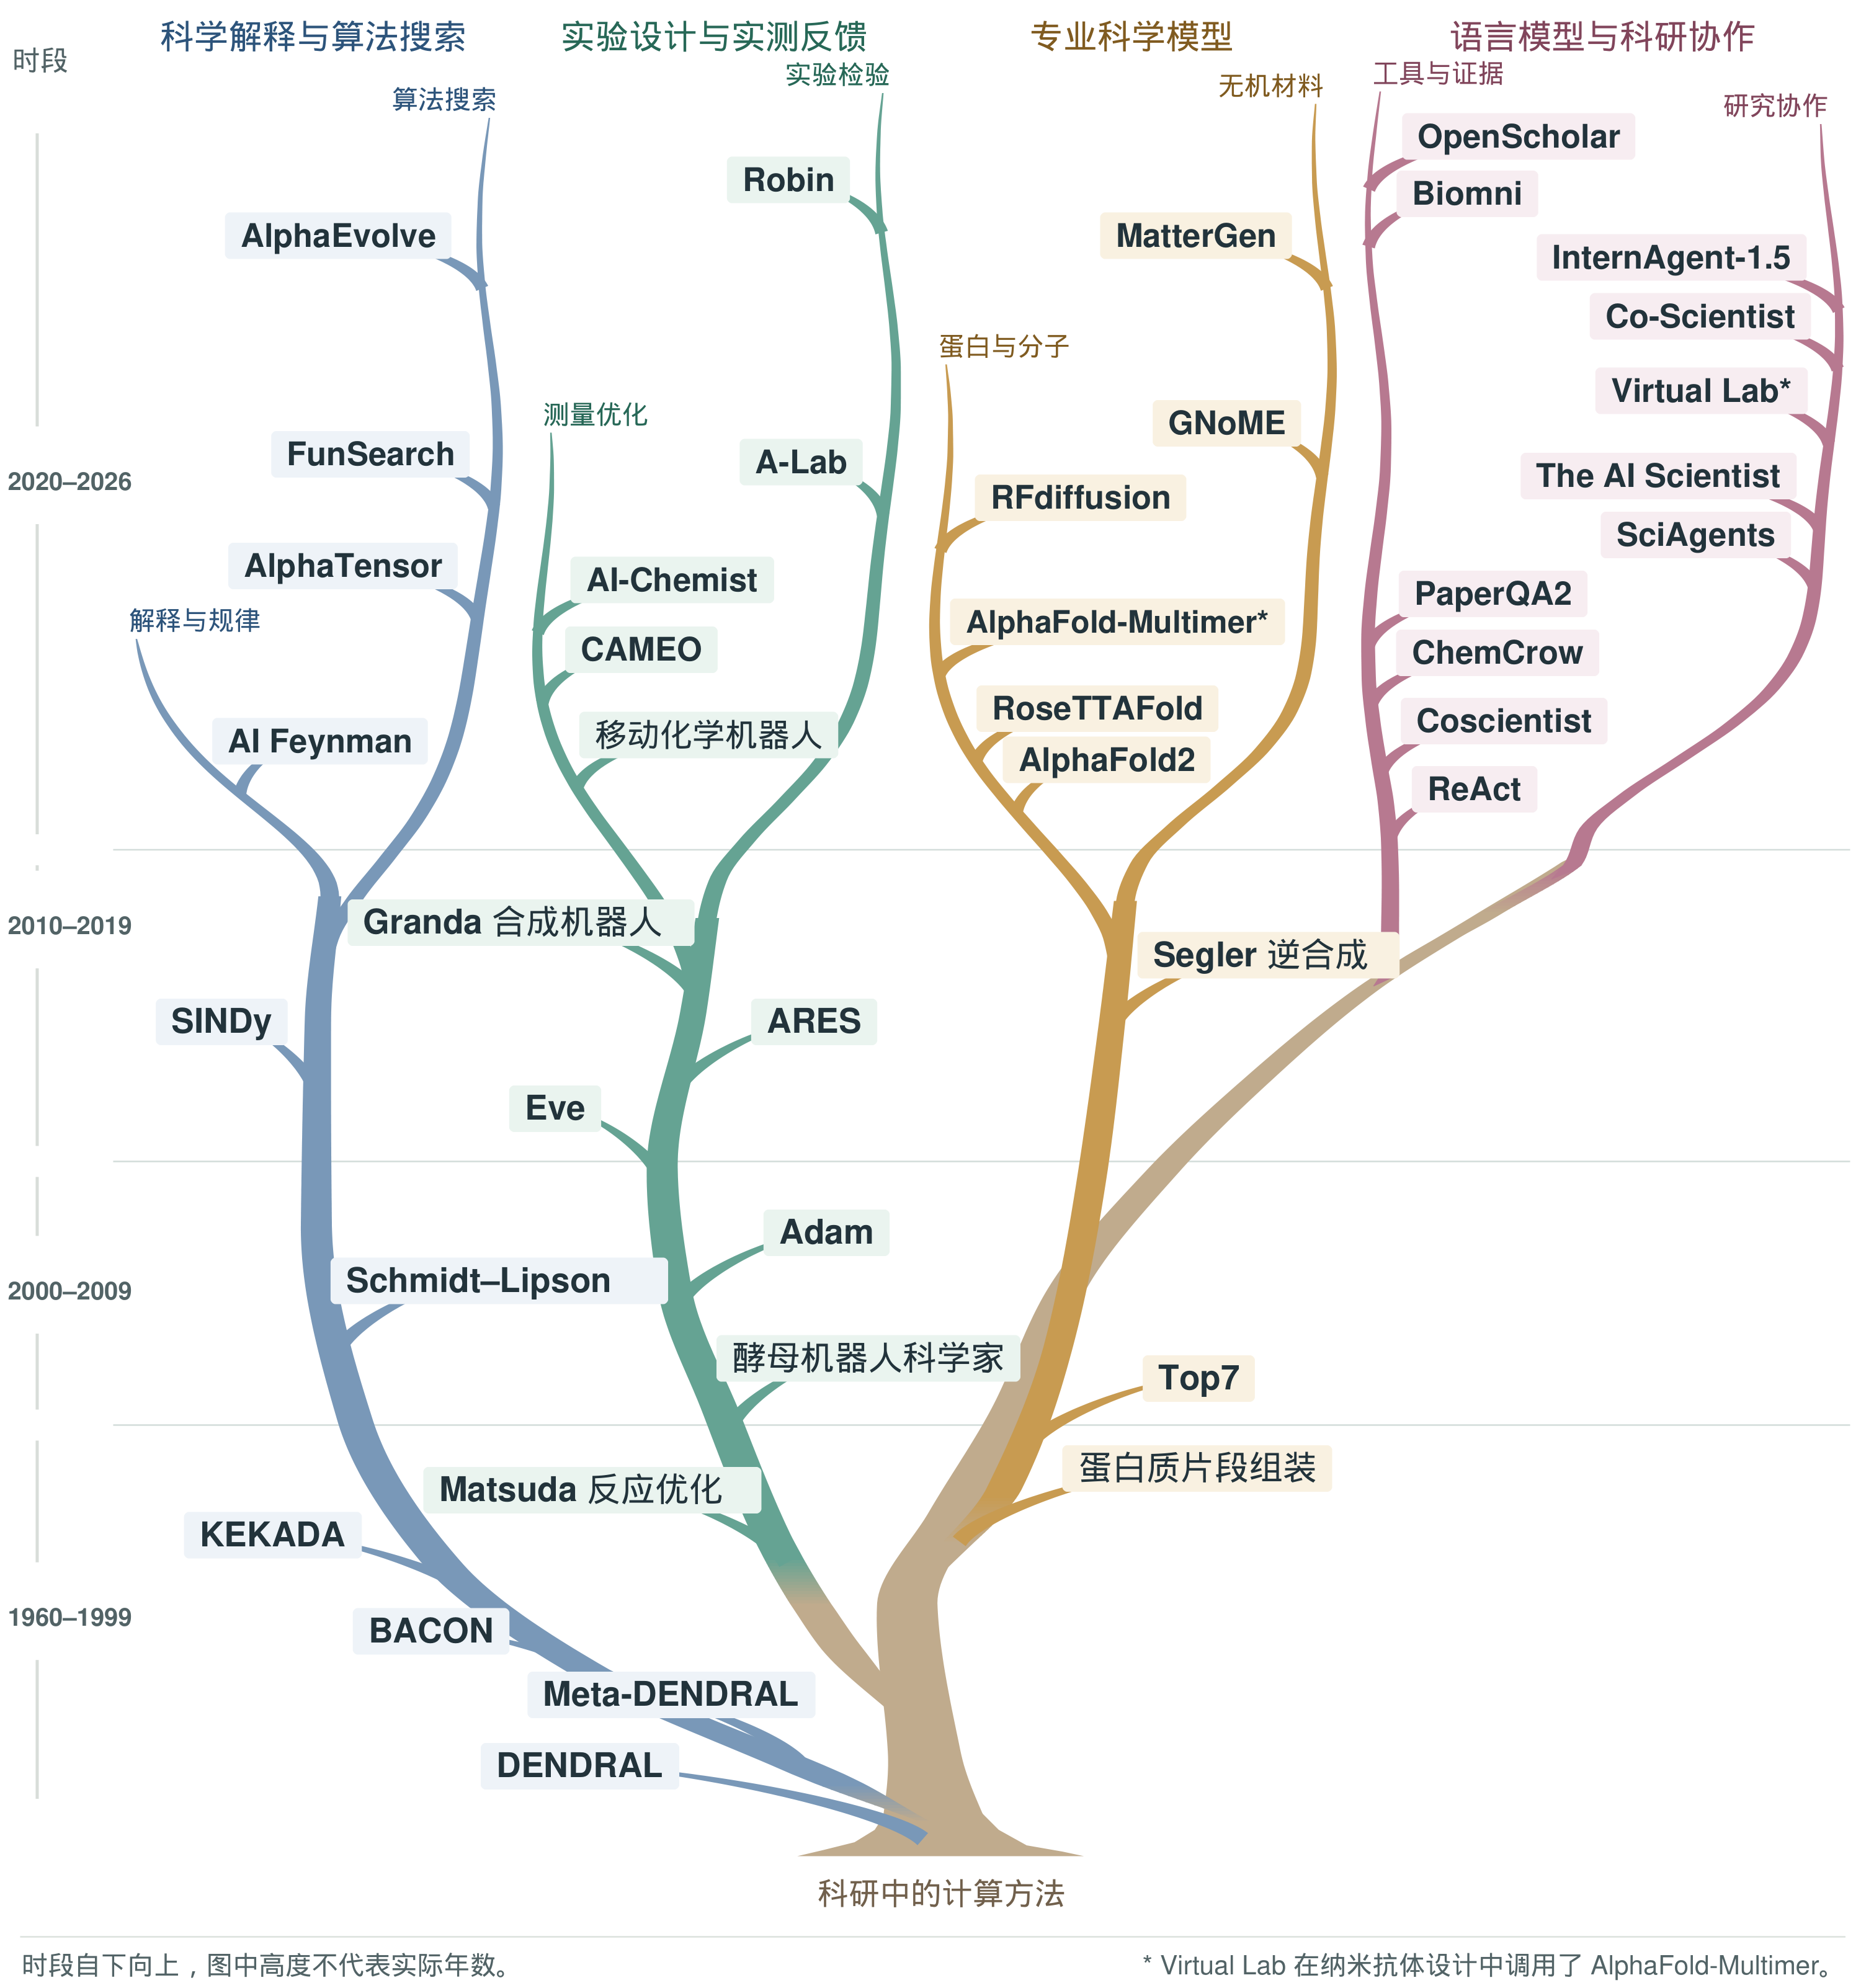 科学解释与算法搜索
实验设计与实测反馈
专业科学模型
语言模型与科研协作
时段
算法搜索
实验检验
无机材料
工具与证据
研究协作
OpenScholar
Robin
Biomni
AlphaEvolve
MatterGen
InternAgent-1.5
Co-Scientist
蛋白与分子
Virtual Lab*
测量优化
GNoME
FunSearch
A-Lab
The AI Scientist
2020–2026
RFdiffusion
SciAgents
AlphaTensor
AI-Chemist
PaperQA2
解释与规律
AlphaFold-Multimer*
CAMEO
ChemCrow
RoseTTAFold
Coscientist
AI Feynman
移动化学机器人
AlphaFold2
ReAct
Granda 合成机器人
2010–2019
Segler 逆合成
SINDy
ARES
Eve
Adam
Schmidt–Lipson
2000–2009
酵母机器人科学家
Top7
蛋白质片段组装
Matsuda 反应优化
KEKADA
1960–1999
BACON
Meta-DENDRAL
DENDRAL
科研中的计算方法
时段自下向上，图中高度不代表实际年数。
* Virtual Lab 在纳米抗体设计中调用了 AlphaFold-Multimer。